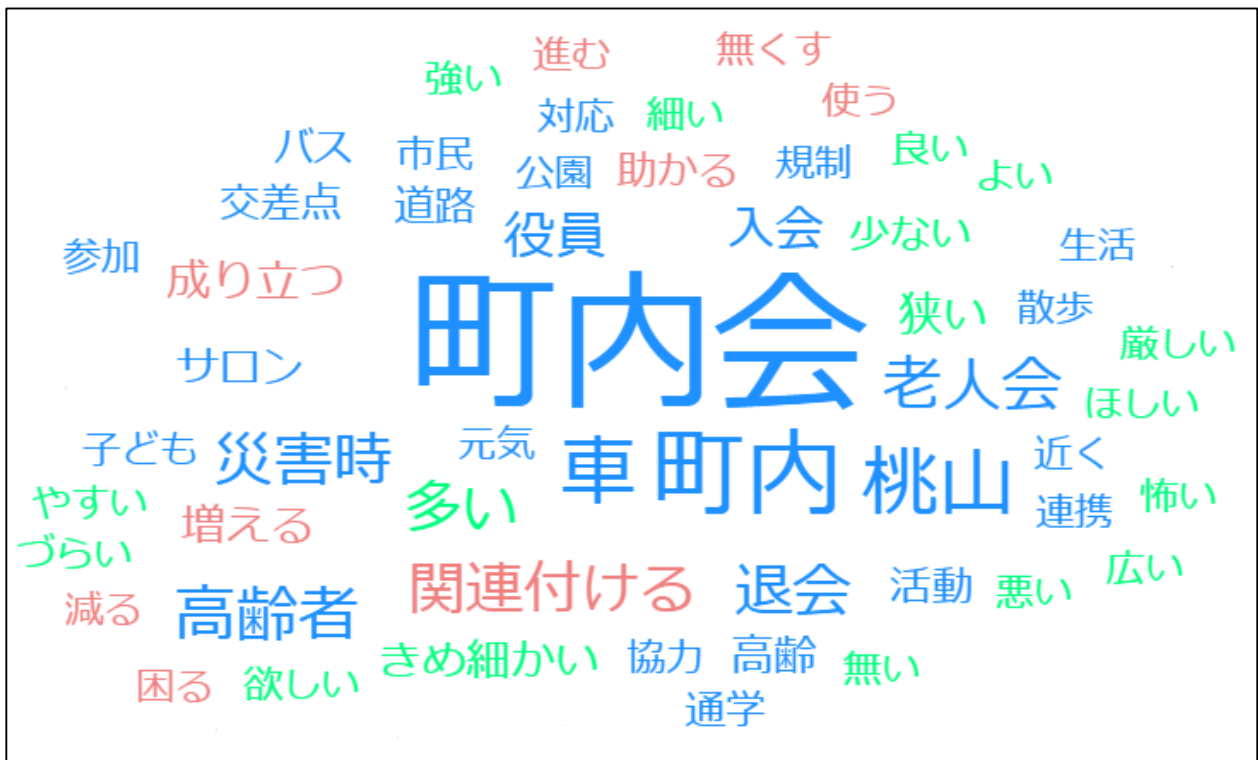 進む 無くす
強い
使う
対応 細い
バス 市民 公園 助かる 規制 良い よい
交差点 道路 役員 入会 少ない 生活
参加 成り立つ
町内会 狭い 散歩
厳しい
サロン 老人会 ほしい
子ども 災害時 元気 車 町内 桃山 近く
やすい 増える 多い 連携 怖い
づらい
減る 高齢者 関連付ける 退会 活動 悪い 広い
困る 欲しい きめ細かい 協力 高齢 無い
通学